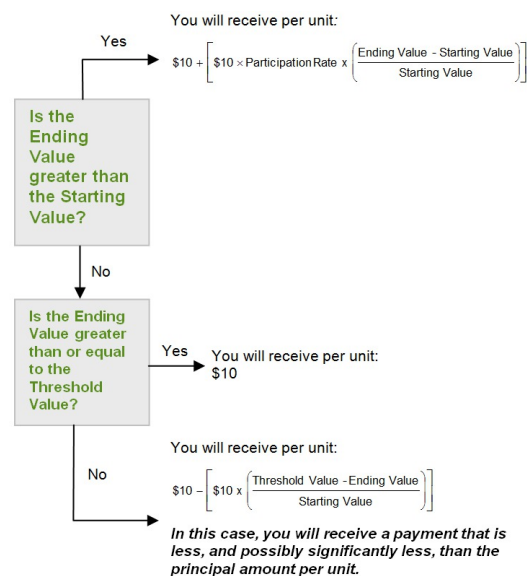 You will receive per unit:
Yes
$10 + [ $10 × Participation Rate x ( Ending Value - Starting Value
Starting Value ) ]
Is the
Ending
Value
greater than
the Starting
Value?
No
Is the Ending
Value greater
than or equal
to the
Threshold
Value?
Yes
You will receive per unit:
$10
You will receive per unit:
No
$10 – [ $10 x ( Threshold Value - Ending Value
Starting Value ) ]
In this case, you will receive a payment that is
less, and possibly significantly less, than the
principal amount per unit.